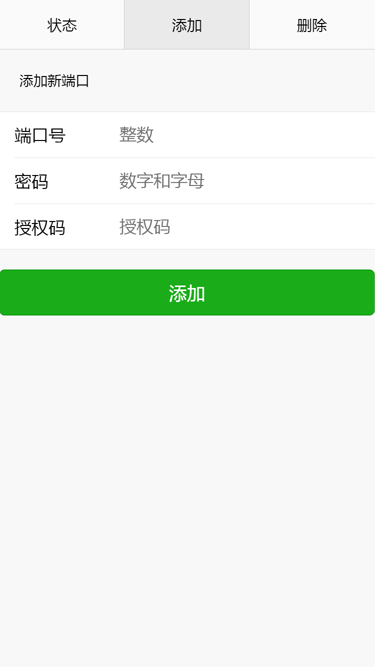 状态 添加 删除
添加新端口
端口号 整数
密码 数字和字母
授权码 授权码
添加